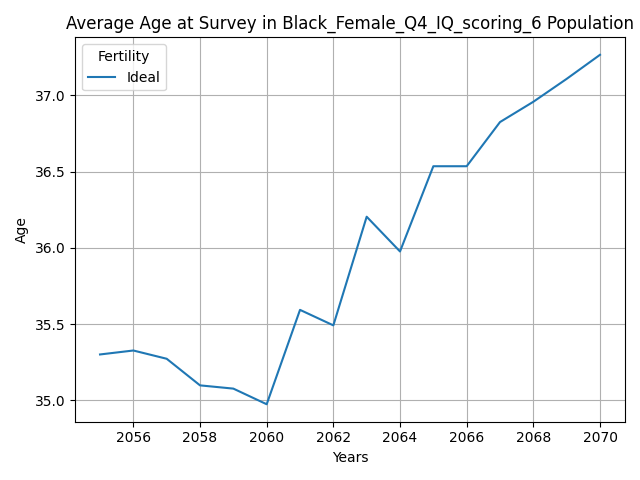 Average Age at Survey in Black_Female_Q4_IQ_scoring_6 Population
Fertility
Ideal
Age
37.0
36.5
36.0
35.5
35.0
2056 2058 2060 2062 2064 2066 2068 2070
Years